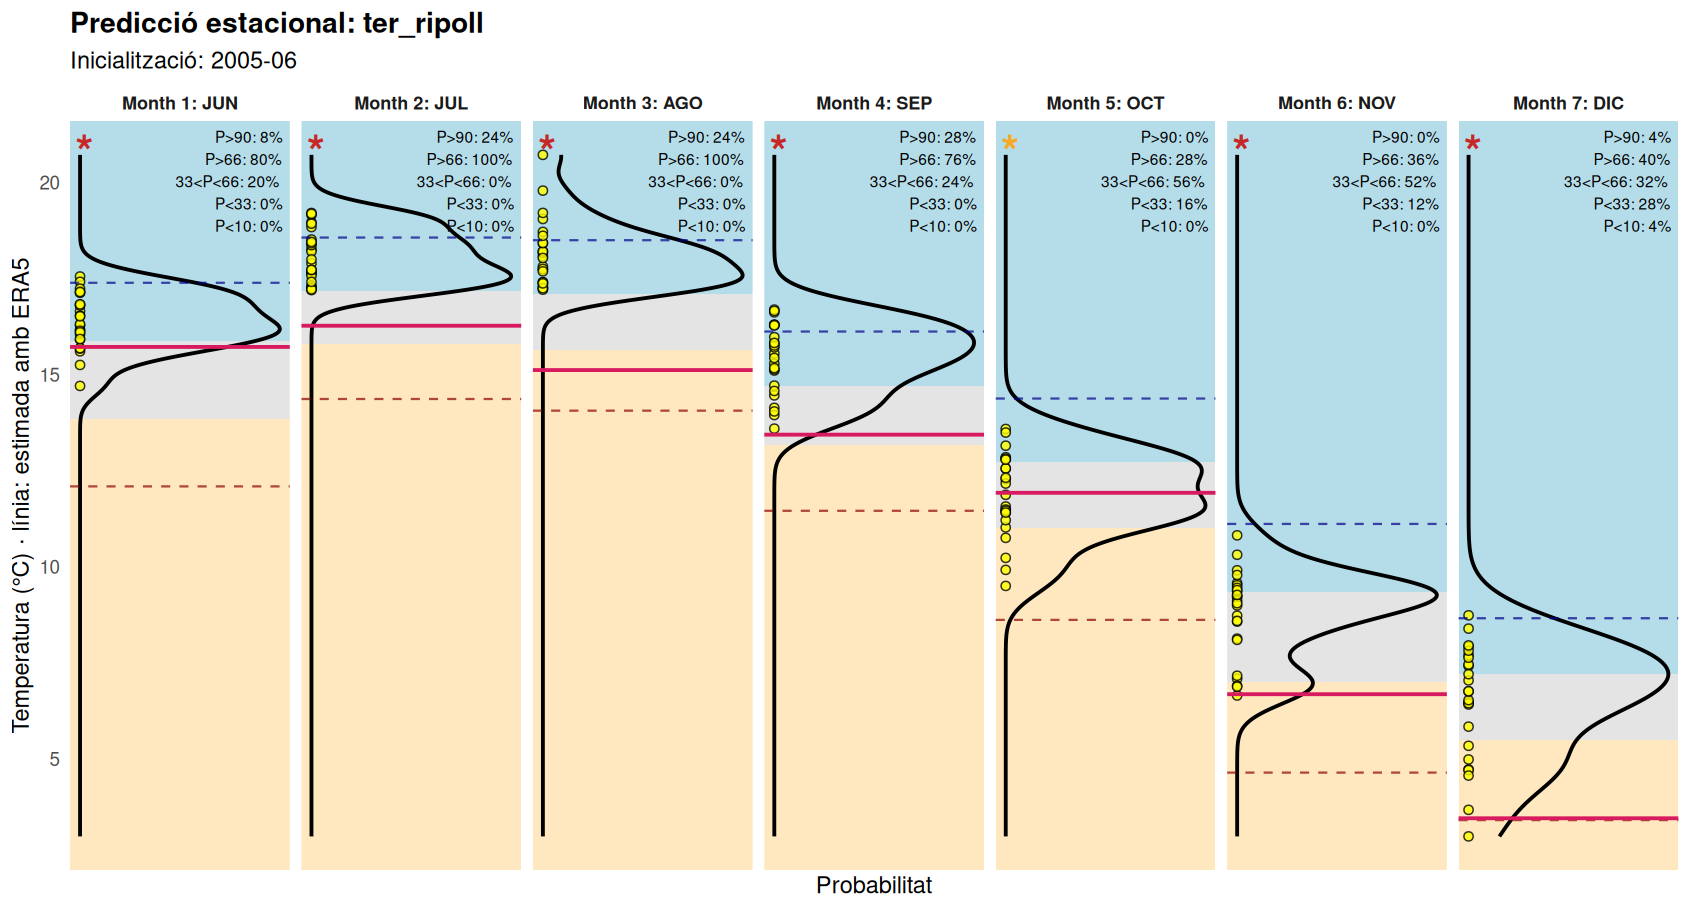 Predicció estacional: ter_ripoll
Inicialització: 2005-06
Month 1: JUN
Month 2: JUL
Month 3: AGO
Month 4: SEP
Month 5: OCT
Month 6: NOV
Month 7: DIC
*
P>90: 8%
P>66: 80%
33<P<66: 20%
P<33: 0%
P<10: 0%
*
P>90: 24%
P>66: 100%
33<P<66: 0%
P<33: 0%
P<10: 0%
*
P>90: 24%
P>66: 100%
33<P<66: 0%
P<33: 0%
P<10: 0%
*
P>90: 28%
P>66: 76%
33<P<66: 24%
P<33: 0%
P<10: 0%
*
P>90: 0%
P>66: 28%
33<P<66: 56%
P<33: 16%
P<10: 0%
*
P>90: 0%
P>66: 36%
33<P<66: 52%
P<33: 12%
P<10: 0%
*
P>90: 4%
P>66: 40%
33<P<66: 32%
P<33: 28%
P<10: 4%
20
15
10
5
Temperatura (°C) · línia: estimada amb ERA5
Probabilitat